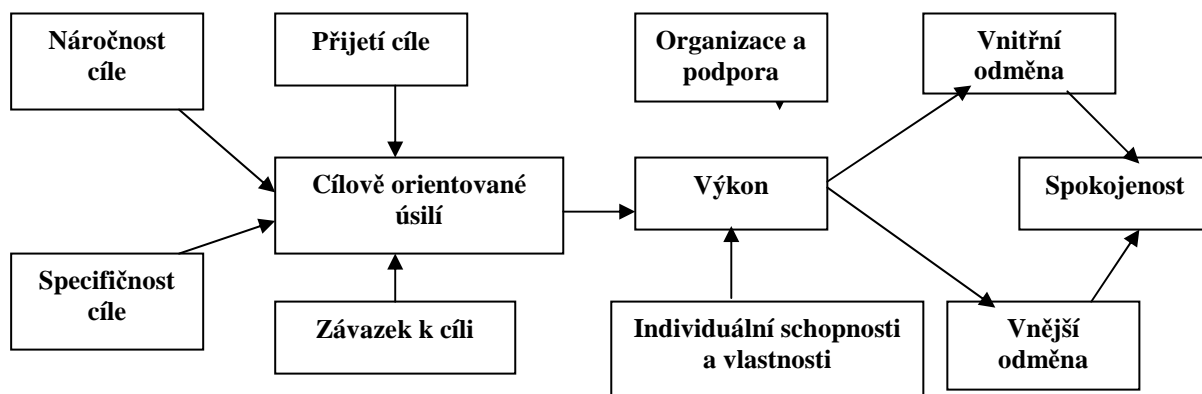 Náročnost
cíle
Přijetí cíle
Organizace a
podpora
Vnitřní
odměna
Cílově orientované
úsilí
Výkon
Spokojenost
Specifičnost
cíle
Závazek k cíli
Individuální schopnosti
a vlastnosti
Vnější
odměna